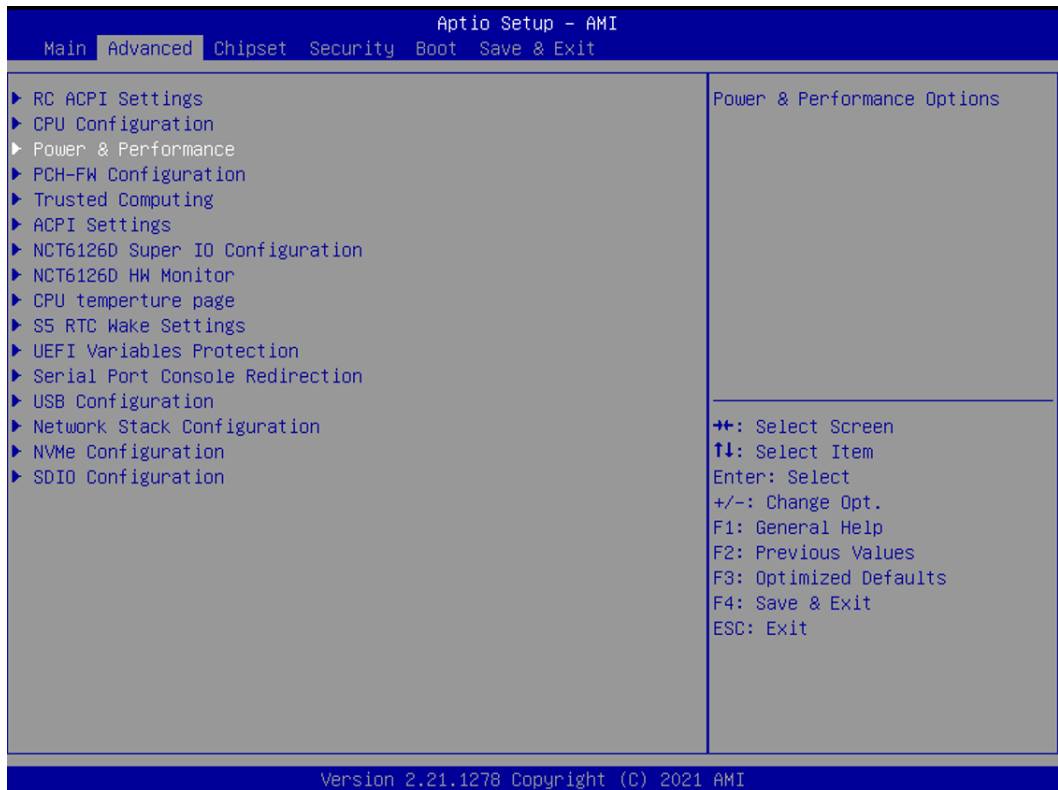 Aptio Setup – AMI
Main Advanced Chipset Security Boot Save & Exit
▶ RC ACPI Settings
▶ CPU Configuration
▶ Power & Performance
▶ PCH-FW Configuration
▶ Trusted Computing
▶ ACPI Settings
▶ NCT6126D Super IO Configuration
▶ NCT6126D HW Monitor
▶ CPU temperture page
▶ S5 RTC Wake Settings
▶ UEFI Variables Protection
▶ Serial Port Console Redirection
▶ USB Configuration
▶ Network Stack Configuration
▶ NVMe Configuration
▶ SDIO Configuration
Power & Performance Options
→←: Select Screen
↑↓: Select Item
Enter: Select
+/-: Change Opt.
F1: General Help
F2: Previous Values
F3: Optimized Defaults
F4: Save & Exit
ESC: Exit
Version 2.21.1278 Copyright (C) 2021 AMI